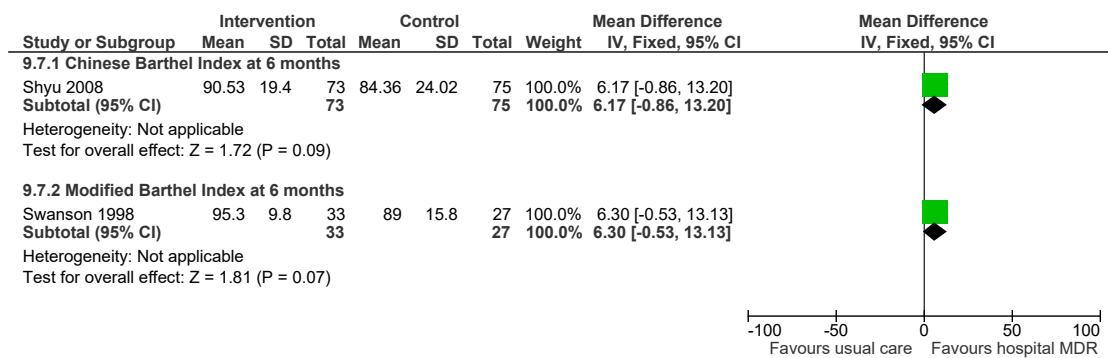 Intervention Control Mean Difference Mean Difference
Study or Subgroup Mean SD Total Mean SD Total Weight IV, Fixed, 95% CI IV, Fixed, 95% CI
9.7.1 Chinese Barthel Index at 6 months
Shyu 2008 90.53 19.4 73 84.36 24.02 75 100.0% 6.17 [-0.86, 13.20]
Subtotal (95% CI) 73 75 100.0% 6.17 [-0.86, 13.20]
Heterogeneity: Not applicable
Test for overall effect: Z = 1.72 (P = 0.09)
9.7.2 Modified Barthel Index at 6 months
Swanson 1998 95.3 9.8 33 89 15.8 27 100.0% 6.30 [-0.53, 13.13]
Subtotal (95% CI) 33 27 100.0% 6.30 [-0.53, 13.13]
Heterogeneity: Not applicable
Test for overall effect: Z = 1.81 (P = 0.07)
-100 -50 0 50 100
Favours usual care Favours hospital MDR